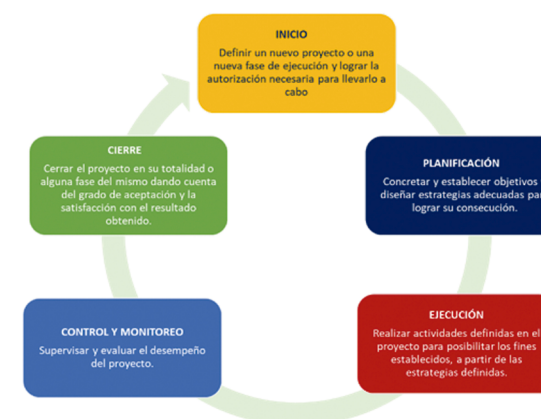 INICIO
Definir un nuevo proyecto o una
nueva fase de ejecución y lograr la
autorización necesaria para llevarlo a
cabo
PLANIFICACIÓN
Concretar y establecer objetivos
diseñar estrategias adecuadas
lograr su consecución.
EJECUCIÓN
Realizar actividades definidas en el
proyecto para posibilitar los fines
establecidos, a partir de las
estrategias definidas.
CONTROL Y MONITOREO
Supervisar y evaluar el desempeño
del proyecto.
CIERRE
Cerrar el proyecto en su totalidad o
alguna fase del mismo dando cuenta
del grado de aceptación y la
satisfacción con el resultado
obtenido.